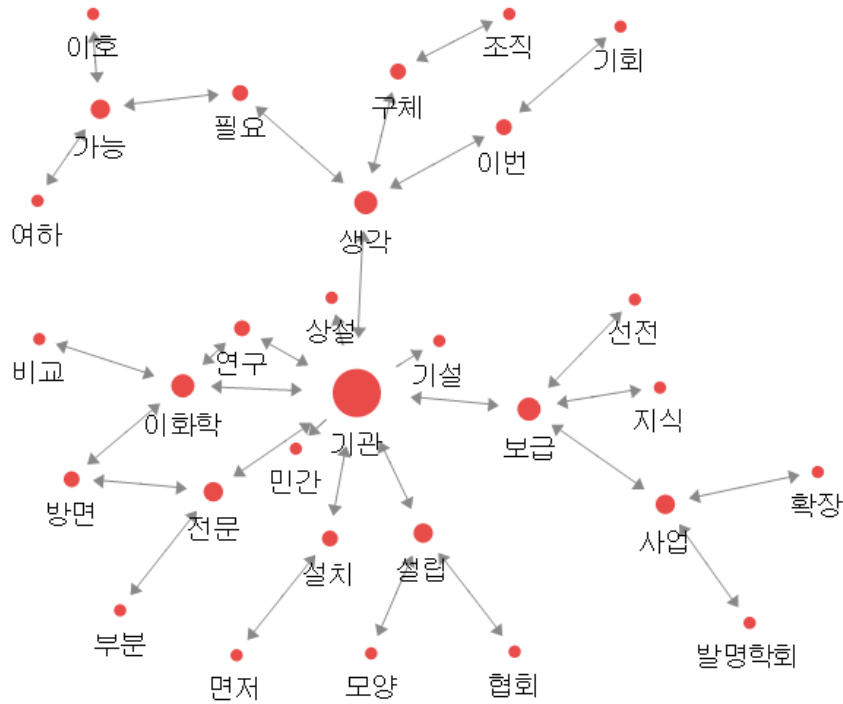 이호
조직
기회
구체
필요
가능
이번
여하
생각
상설
선전
연구
비교
기설
지식
이화학
기관
보급
민간
방면
전문
확장
사업
설치
설립
부분
발명학회
면저
모양
협회